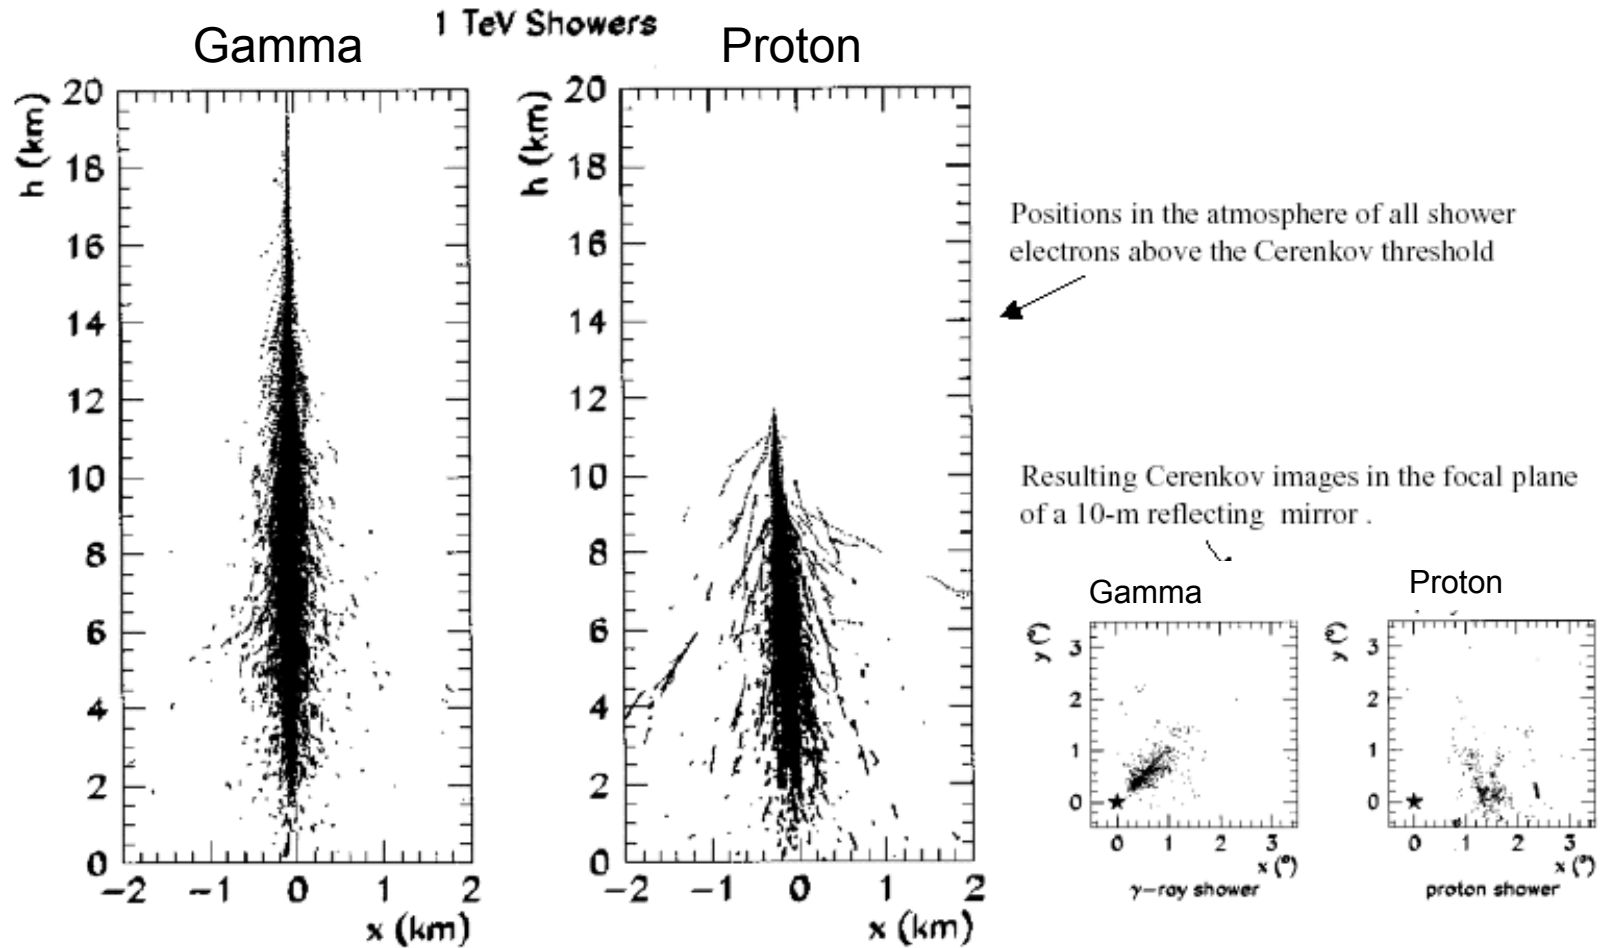 1 TeV Showers
Gamma
Proton
h (km)
20
18
16
14
12
10
8
6
4
2
0
−2 −1 0 1 2
x (km)
h (km)
20
18
16
14
12
10
8
6
4
2
0
−2 −1 0 1 2
x (km)
Positions in the atmosphere of all shower
electrons above the Cerenkov threshold
Resulting Cerenkov images in the focal plane
of a 10-m reflecting mirror .
Gamma
y (°)
3
2
1
0
0 1 2 3
x (°)
γ−ray shower
Proton
y (°)
3
2
1
0
0 1 2 3
x (°)
proton shower